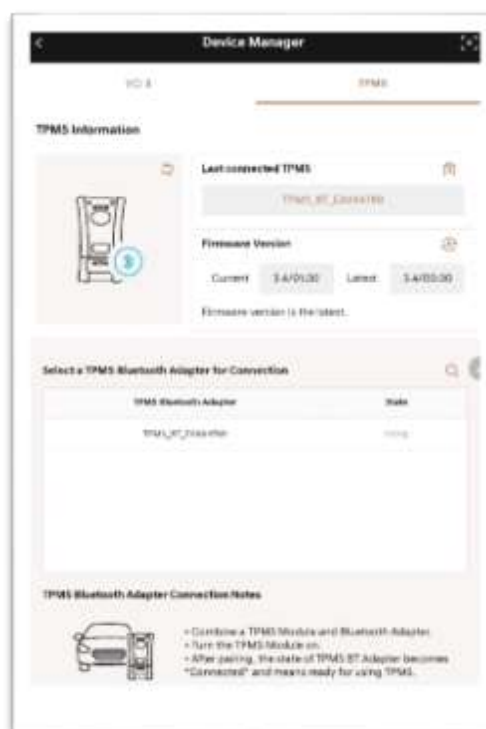 Device Manager
TPMS
TPMS Information
Last connected TPMS
Firmware Version
Current
Latest
Firmware version is the latest.
Select a TPMS Bluetooth Adapter for Connection
TPMS Bluetooth Adapter State
TPMS Bluetooth Adapter Connection Notes
• Combine a TPMS Module and Bluetooth Adapter.
• Turn the TPMS Module on.
• After pairing, the state of TPMS BT Adapter becomes
"Connected" and means ready for using TPMS.